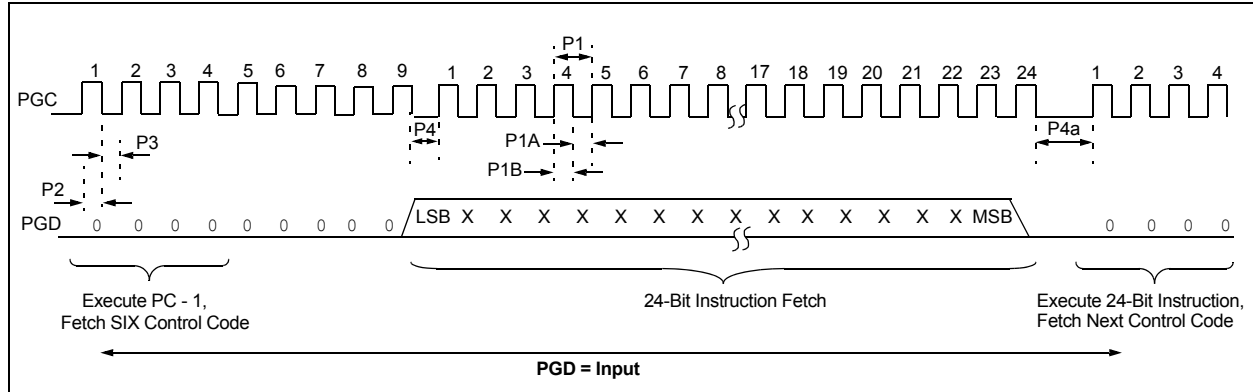 P1
1 2 3 4 5 6 7 8 9 1 2 3 4 5 6 7 8 17 18 19 20 21 22 23 24 1 2 3 4
PGC
P4
P4a
P3
P1A
P1B
P2
PGD
0 0 0 0 0 0 0 0 0 LSB X X X X X X X X X X X X X X MSB 0 0 0 0
Execute PC - 1,
Fetch SIX Control Code
24-Bit Instruction Fetch
Execute 24-Bit Instruction,
Fetch Next Control Code
PGD = Input